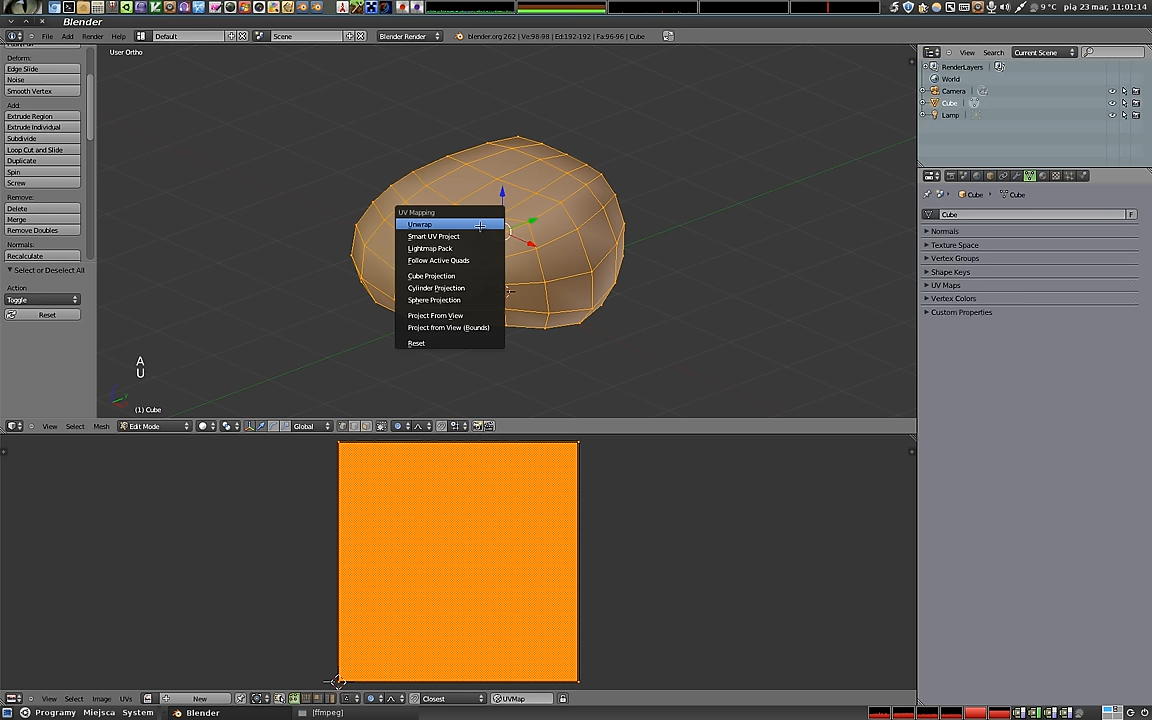 9 °C pią 23 mar, 11:01:14
Blender
File Add Render Help Default Scene Blender Render blender.org 262 | Ve:98-98 | Ed:192-192 | Fa:96-96 | Cube
User Ortho
View Search Current Scene
RenderLayers
World
Camera
Cube
Lamp
Deform:
Edge Slide
Noise
Smooth Vertex
Add:
Extrude Region
Extrude Individual
Subdivide
Loop Cut and Slide
Duplicate
Spin
Screw
Remove:
Delete
Merge
Remove Doubles
Normals:
Recalculate
Select or Deselect All
Action
Toggle
Reset
UV Mapping
Unwrap
Smart UV Project
Lightmap Pack
Follow Active Quads
Cube Projection
Cylinder Projection
Sphere Projection
Project From View
Project from View (Bounds)
Reset
A
U
(1) Cube
Cube Cube
Cube F
Normals
Texture Space
Vertex Groups
Shape Keys
UV Maps
Vertex Colors
Custom Properties
View Select Mesh Edit Mode Global
View Select Image UVs New Closest UVMap
Programy Miejsca System Blender [ffmpeg]